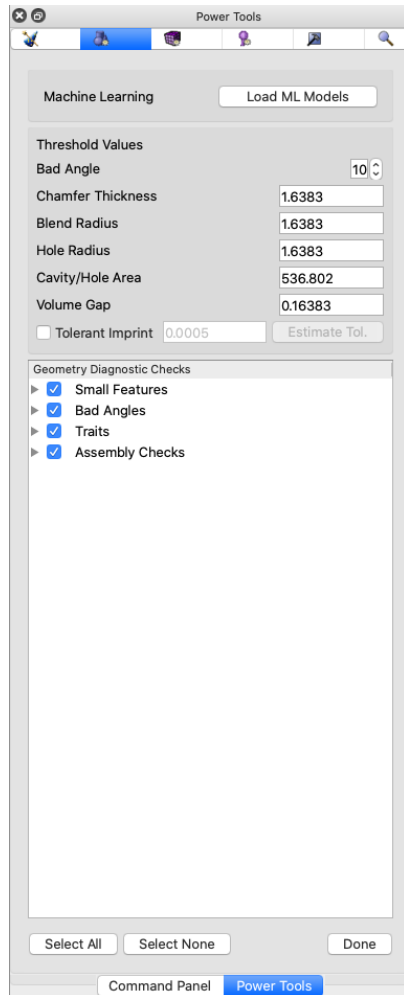 Power Tools
Machine Learning Load ML Models
Threshold Values
Bad Angle 10
Chamfer Thickness 1.6383
Blend Radius 1.6383
Hole Radius 1.6383
Cavity/Hole Area 536.802
Volume Gap 0.16383
Tolerant Imprint 0.0005 Estimate Tol.
Geometry Diagnostic Checks
Small Features
Bad Angles
Traits
Assembly Checks
Select All Select None Done
Command Panel Power Tools